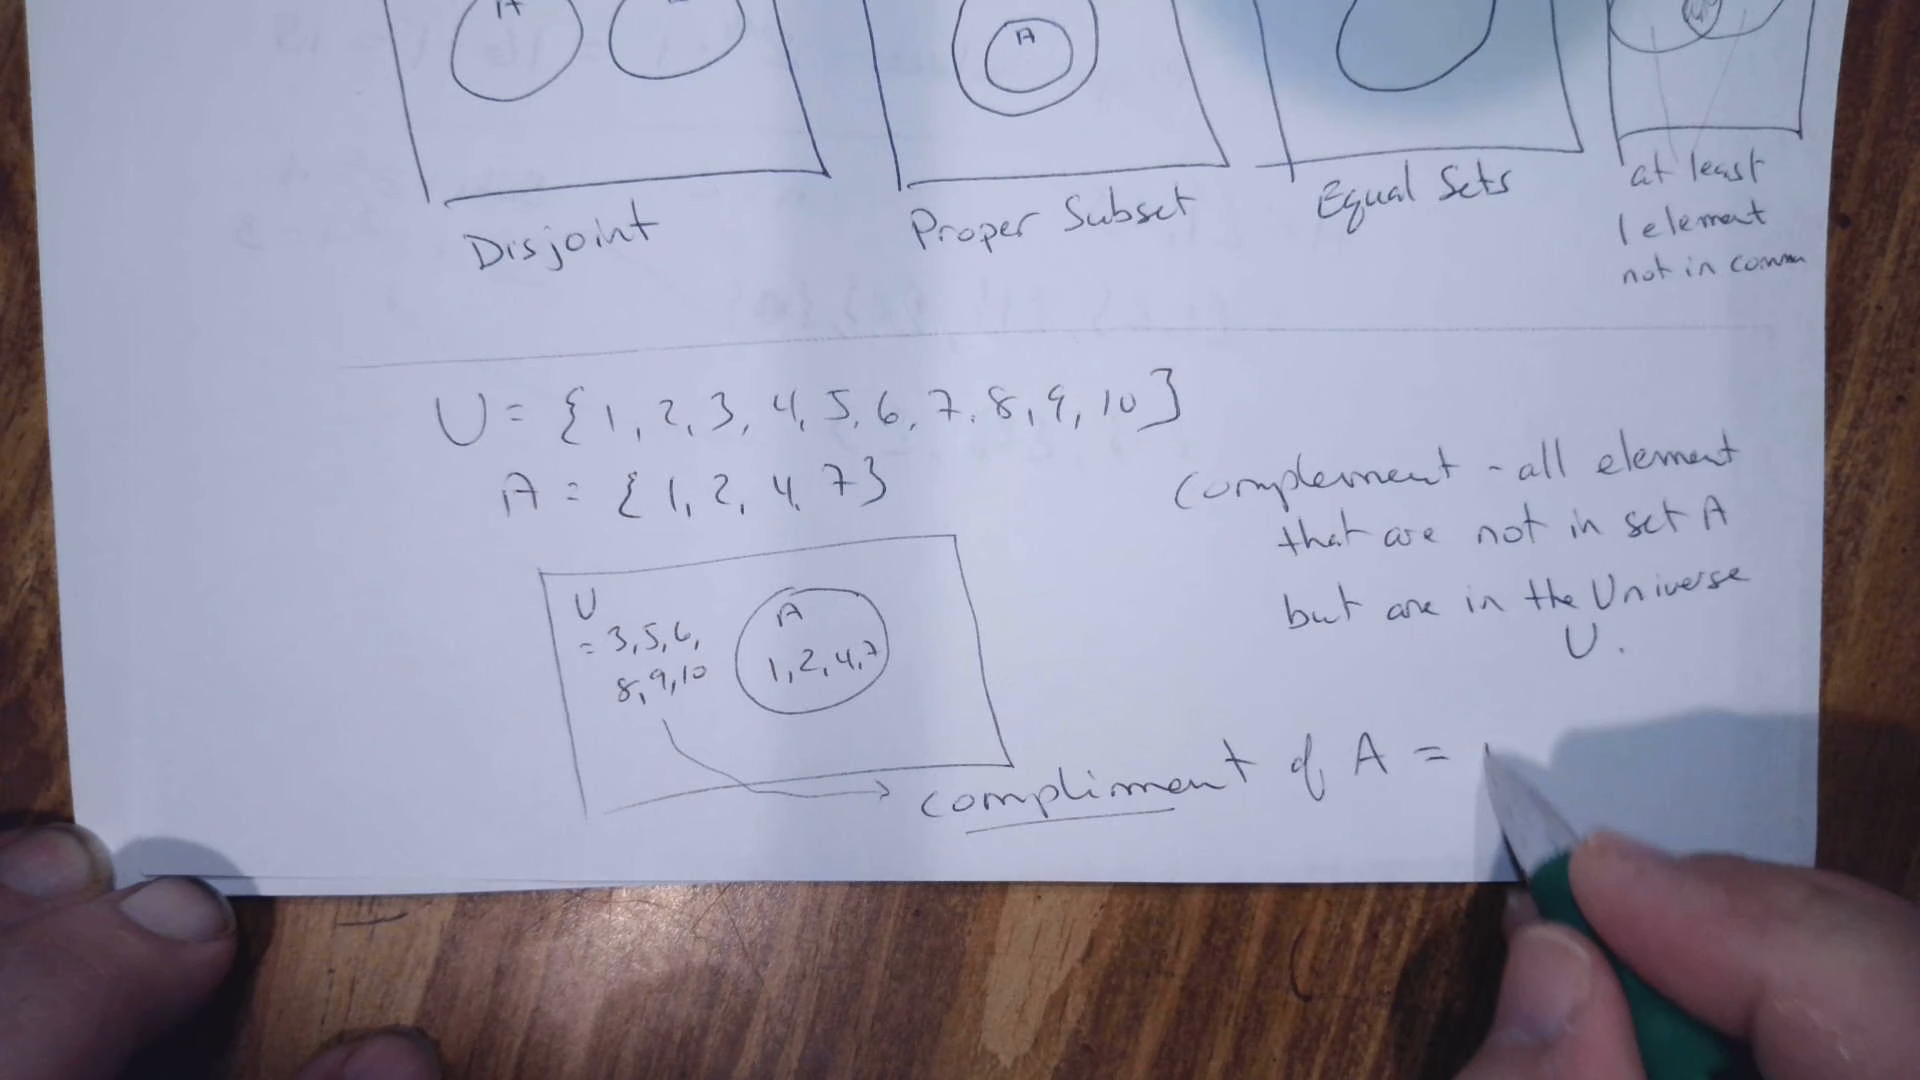 A
A
Disjoint
Proper Subset
Equal Sets
at least
1 element
not in comm
U = {1, 2, 3, 4, 5, 6, 7, 8, 9, 10}
A = {1, 2, 4, 7}
Complement - all element
that are not in set A
but are in the Universe
U.
U
= 3,5,6,
8,9,10
A
1,2,4,7
compliment of A =